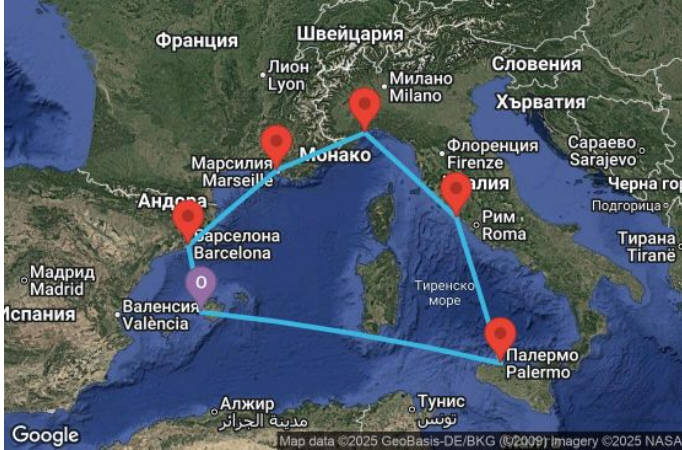 Франция
Швейцария
Лион
Lyon
Милано
Milano
Словения
Хърватия
Марсилия
Marseille
Монако
Флоренция
Firenze
Сараево
Sarajevo
Андора
алия
Черна гор
Подгорица
Рим
Roma
Барселона
Barcelona
Тирана
Tiranë
Мадрид
Madrid
O
Тиренско
море
Испания
Валенсия
València
Палермо
Palermo
Алжир
مدينة الجزائر
Тунис
تونس
Google
Map data ©2025 GeoBasis-DE/BKG (©2009) Imagery ©2025 NASA